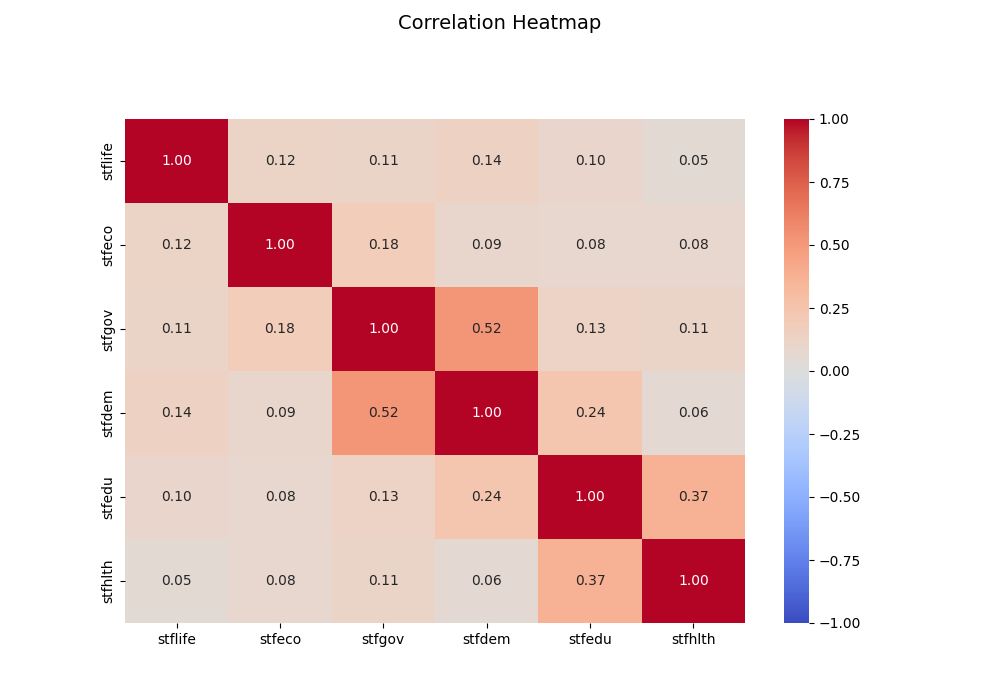 Correlation Heatmap
stflife 1.00 0.12 0.11 0.14 0.10 0.05
stfeco 0.12 1.00 0.18 0.09 0.08 0.08
stfgov 0.11 0.18 1.00 0.52 0.13 0.11
stfdem 0.14 0.09 0.52 1.00 0.24 0.06
stfedu 0.10 0.08 0.13 0.24 1.00 0.37
stfhlth 0.05 0.08 0.11 0.06 0.37 1.00
stflife stfeco stfgov stfdem stfedu stfhlth
1.00
0.75
0.50
0.25
0.00
−0.25
−0.50
−0.75
−1.00